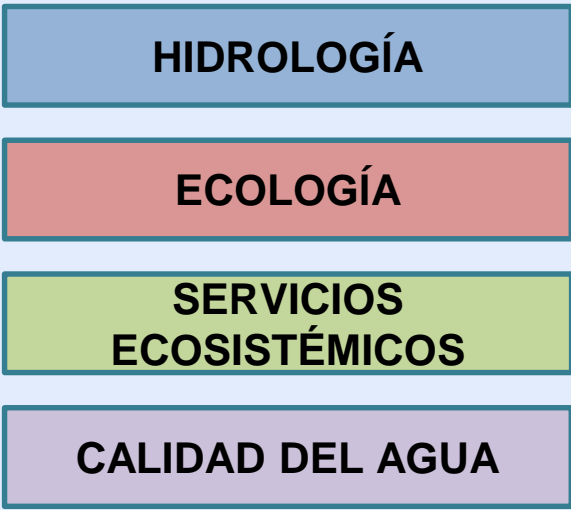 HIDROLOGÍA
ECOLOGÍA
SERVICIOS
ECOSISTÉMICOS
CALIDAD DEL AGUA